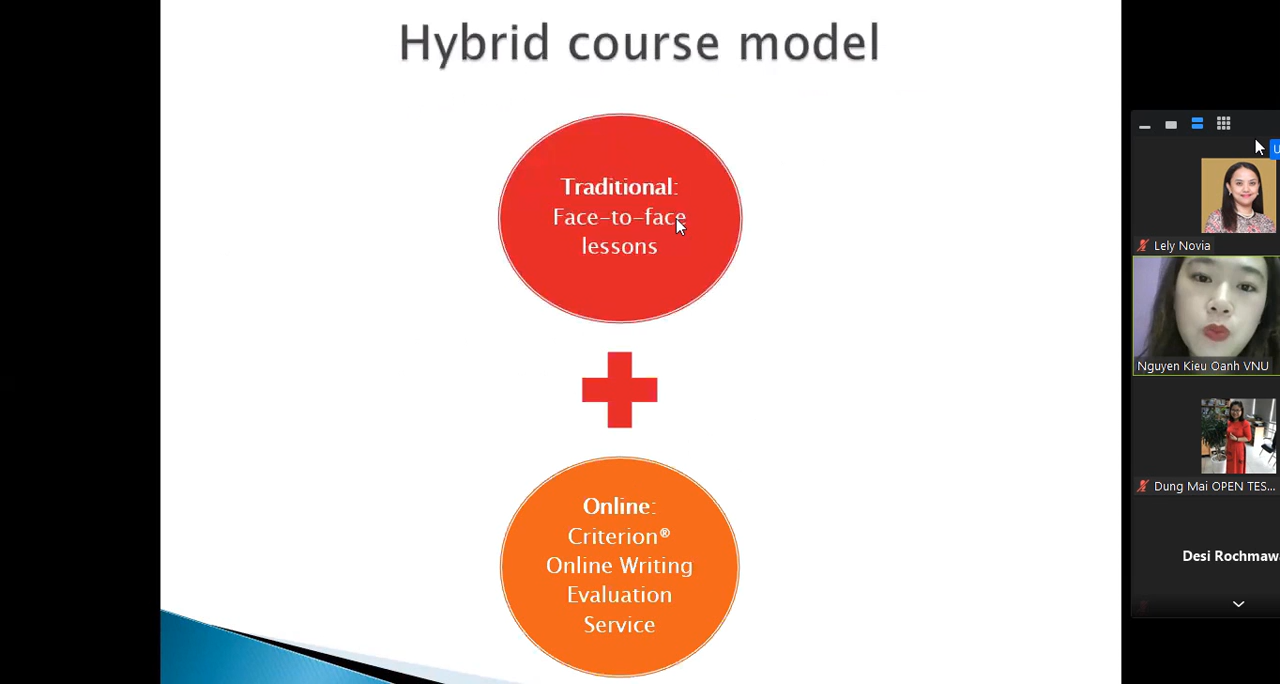 Hybrid course model
Traditional:
Face-to-face
lessons
Online:
Criterion®
Online Writing
Evaluation
Service
U
Lely Novia
Nguyen Kieu Oanh VNU
Dung Mai OPEN TES...
Desi Rochmaw